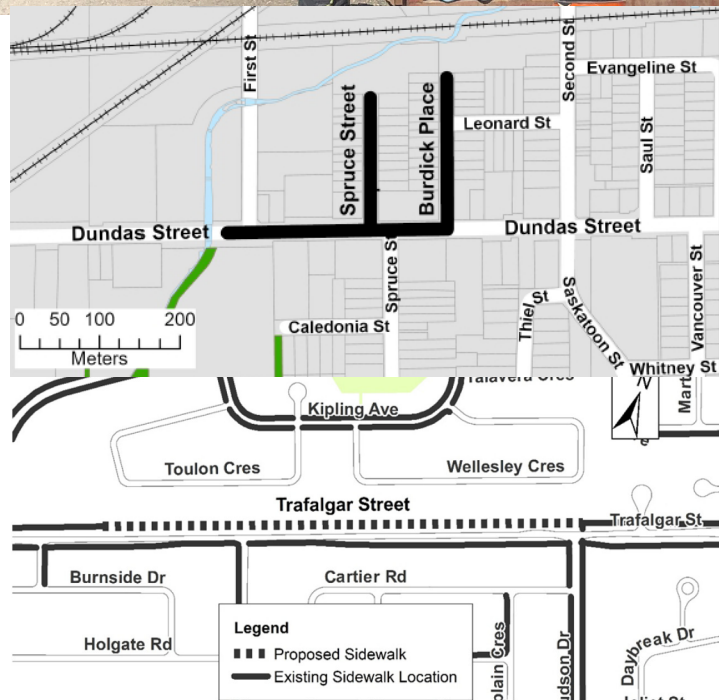 First St
Spruce Street
Burdick Place
Second St
Evangeline St
Leonard St
Saul St
Dundas Street
Dundas Street
Spruce St
Caledonia St
Thiel St
Saskatoon St
Vancouver St
Whitney St
0 50 100 200
Meters
Kipling Ave
Talavera Cres
Toulon Cres
Wellesley Cres
Trafalgar Street
Trafalgar St
Burnside Dr
Cartier Rd
Holgate Rd
Daybreak Dr
Legend
Proposed Sidewalk
Existing Sidewalk Location